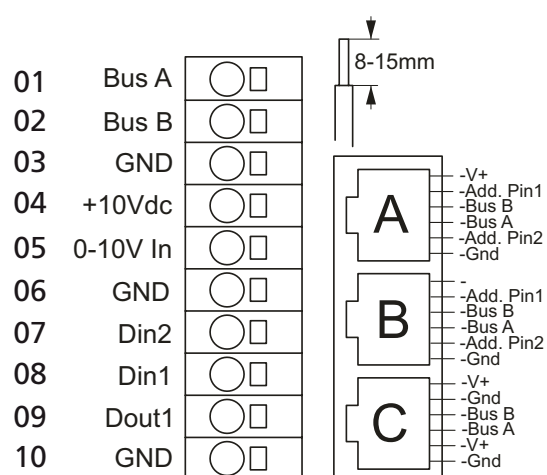 01 Bus A
02 Bus B
03 GND
04 +10Vdc
05 0-10V In
06 GND
07 Din2
08 Din1
09 Dout1
10 GND
8-15mm
A
-V+
-Add. Pin1
-Bus B
-Bus A
-Add. Pin2
-Gnd
B
-
-Add. Pin1
-Bus B
-Bus A
-Add. Pin2
-Gnd
C
-V+
-Gnd
-Bus B
-Bus A
-V+
-Gnd